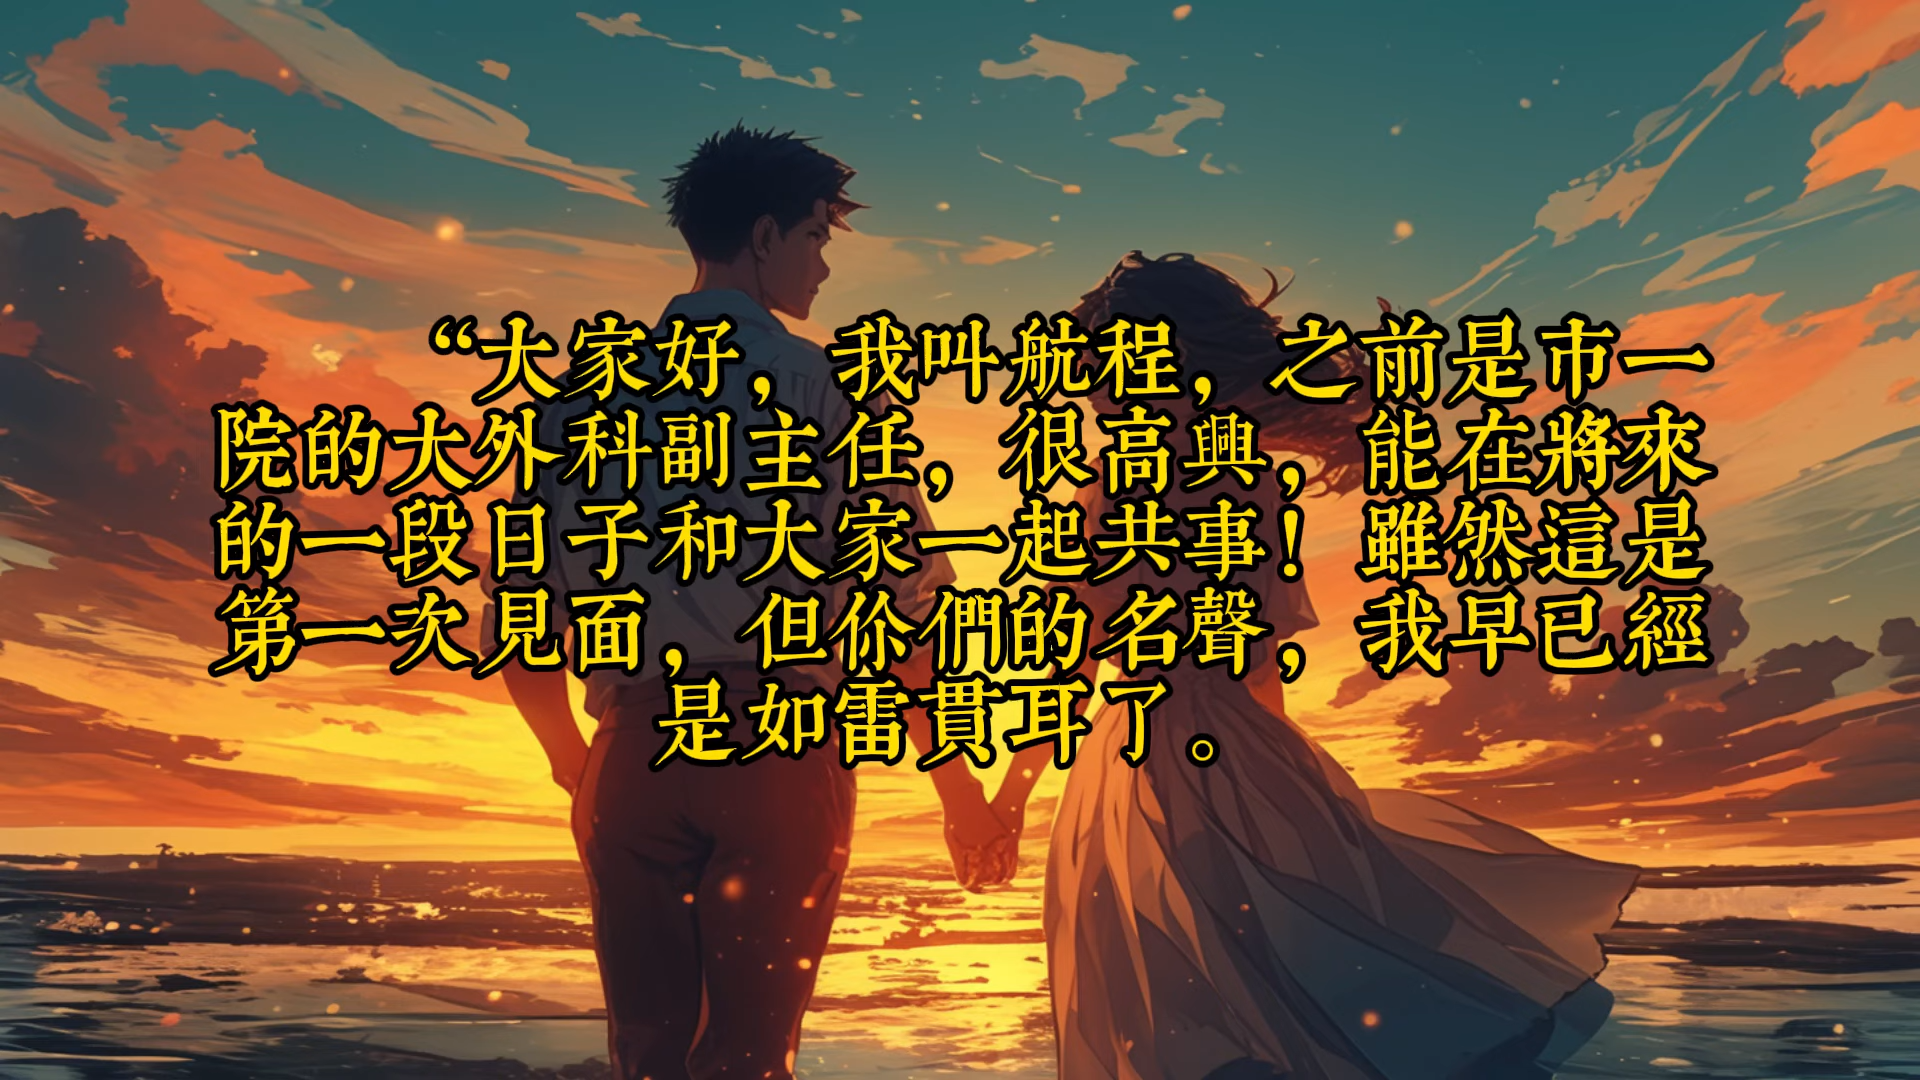 “大家好，我叫航程，之前是市一
院的大外科副主任，很高興，能在將來
的一段日子和大家一起共事！雖然這是
第一次見面，但你們的名聲，我早已經
是如雷貫耳了。